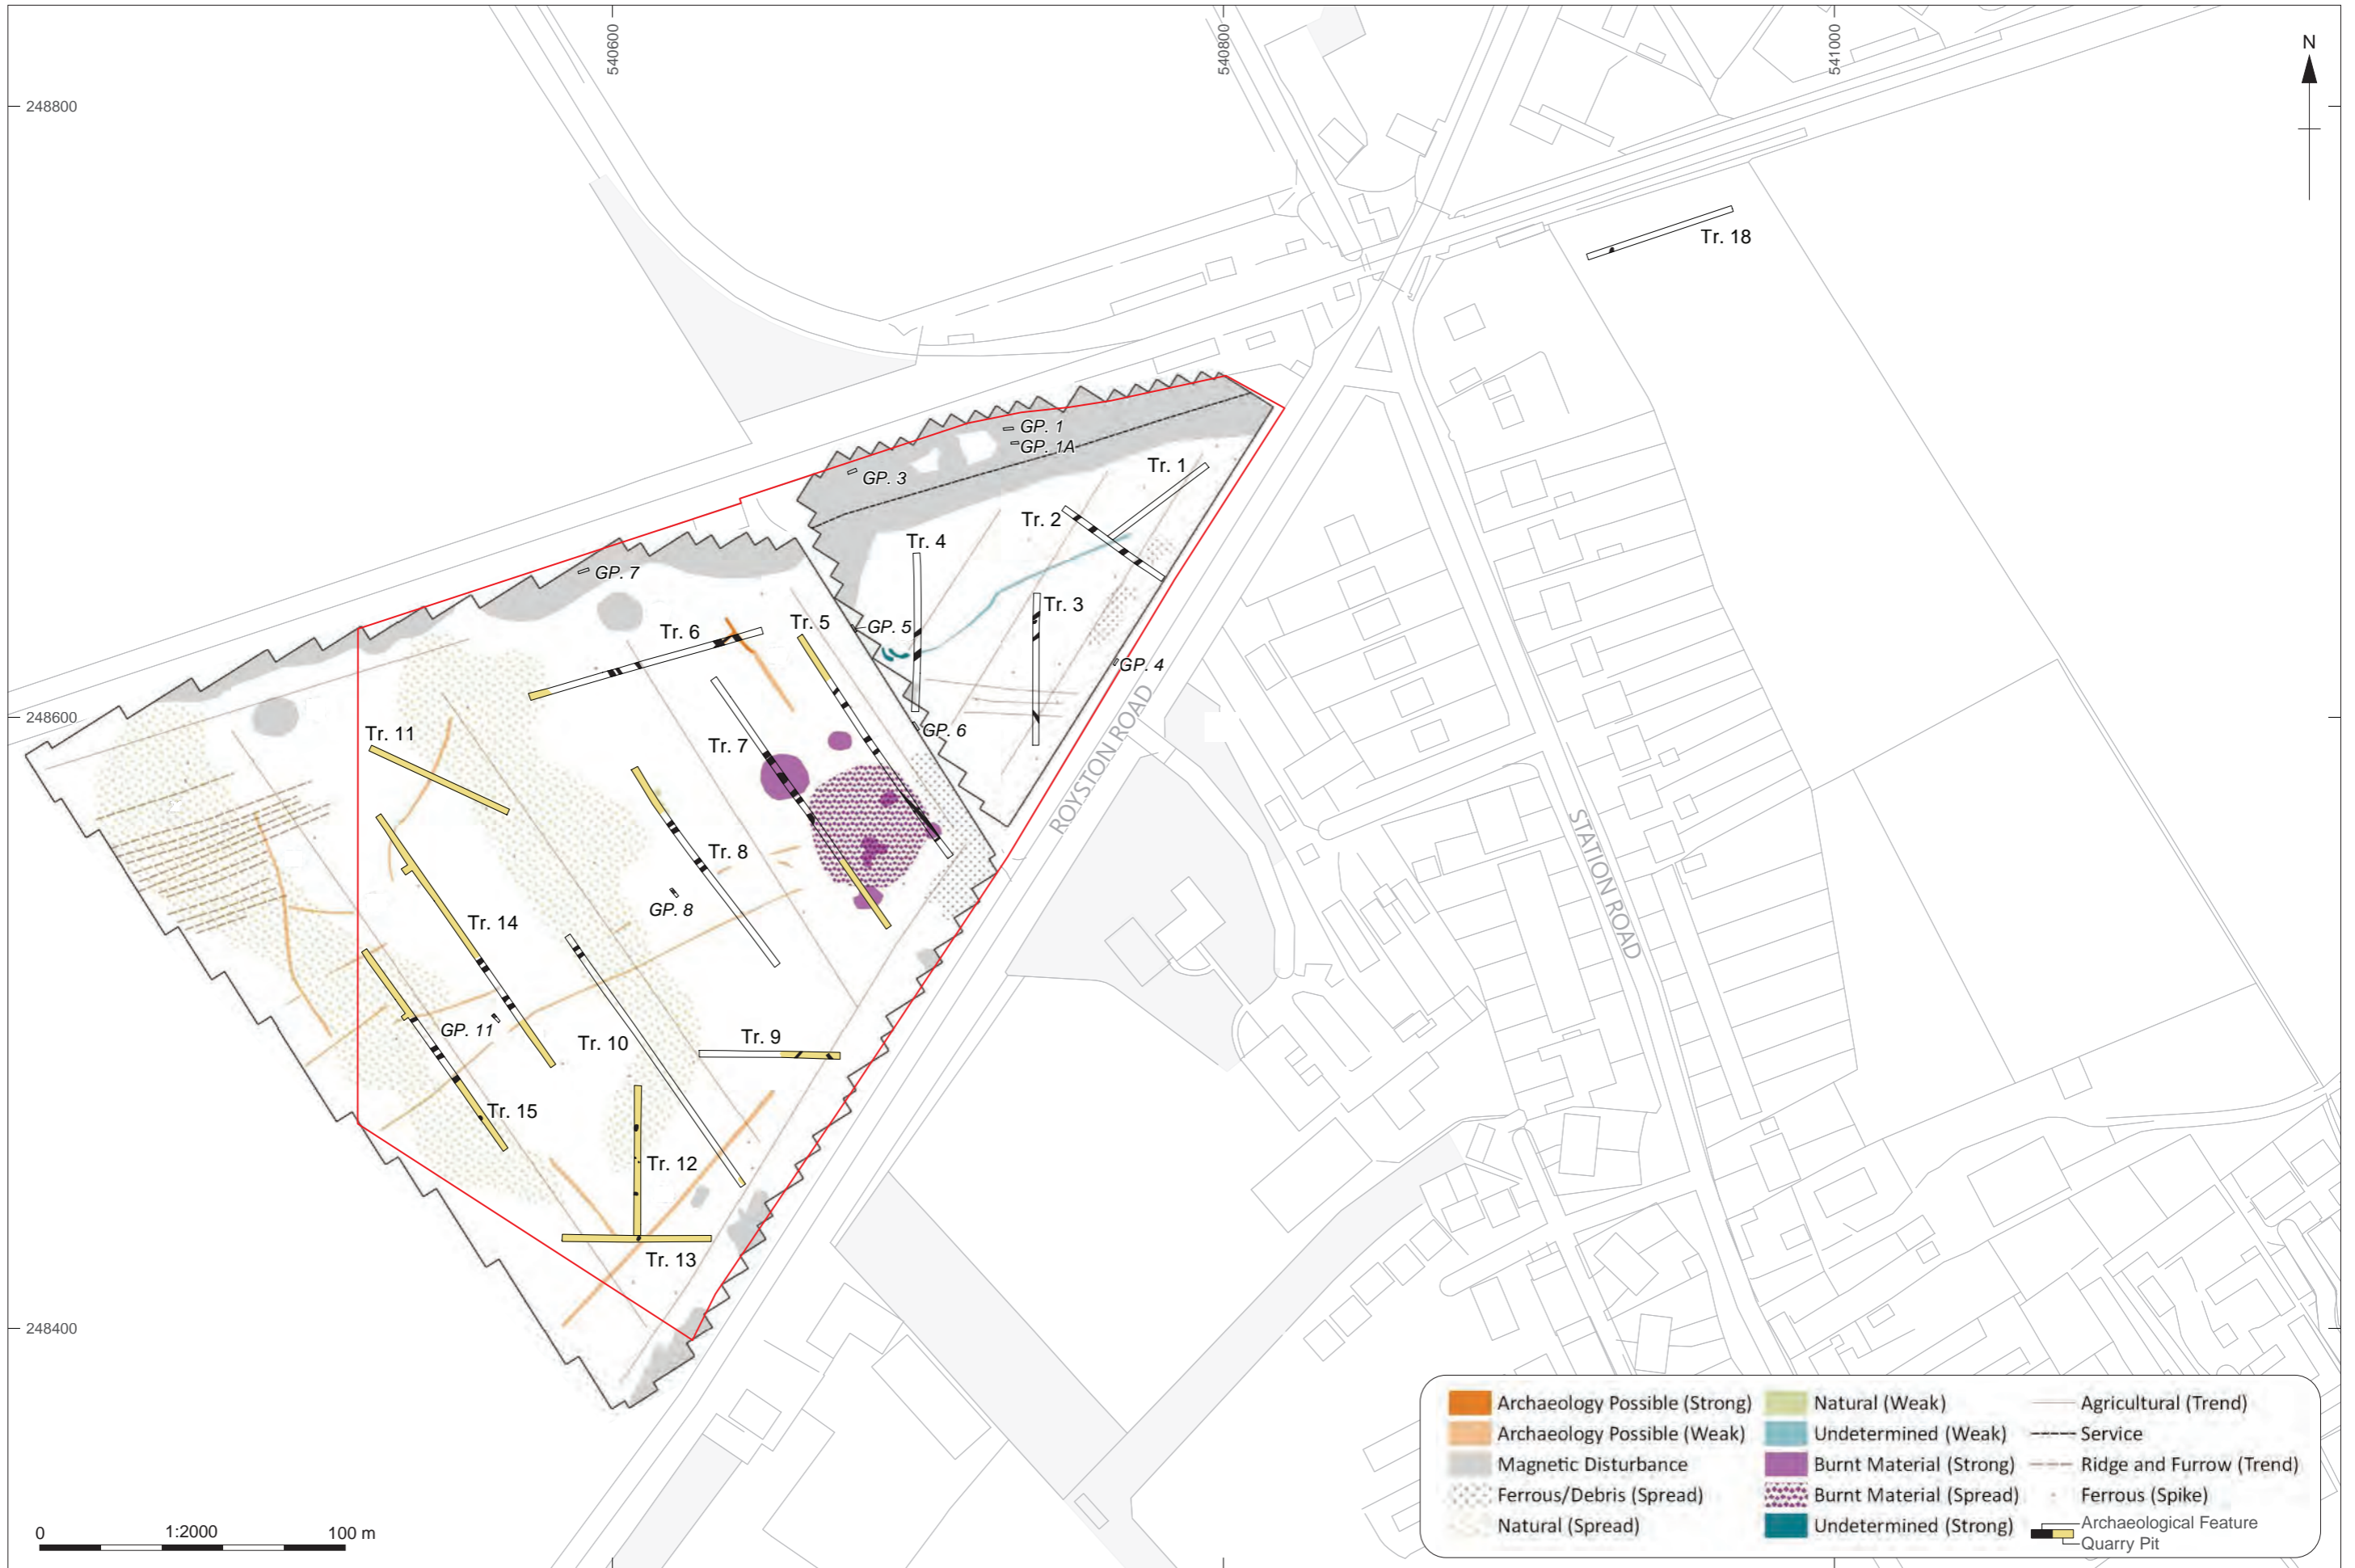 540600
540800
541000
N
248800
Tr. 18
GP. 1
GP. 1A
GP. 3
Tr. 1
Tr. 2
Tr. 4
GP. 7
Tr. 3
Tr. 5
GP. 5
Tr. 6
GP. 4
248600
GP. 6
Tr. 11
Tr. 7
ROYSTON ROAD
STATION ROAD
Tr. 8
GP. 8
Tr. 14
GP. 11
Tr. 10
Tr. 9
Tr. 15
Tr. 12
Tr. 13
248400
Archaeology Possible (Strong)
Archaeology Possible (Weak)
Magnetic Disturbance
Ferrous/Debris (Spread)
Natural (Spread)
Natural (Weak)
Undetermined (Weak)
Burnt Material (Strong)
Burnt Material (Spread)
Undetermined (Strong)
Agricultural (Trend)
Service
Ridge and Furrow (Trend)
Ferrous (Spike)
Archaeological Feature
Quarry Pit
0 1:2000 100 m